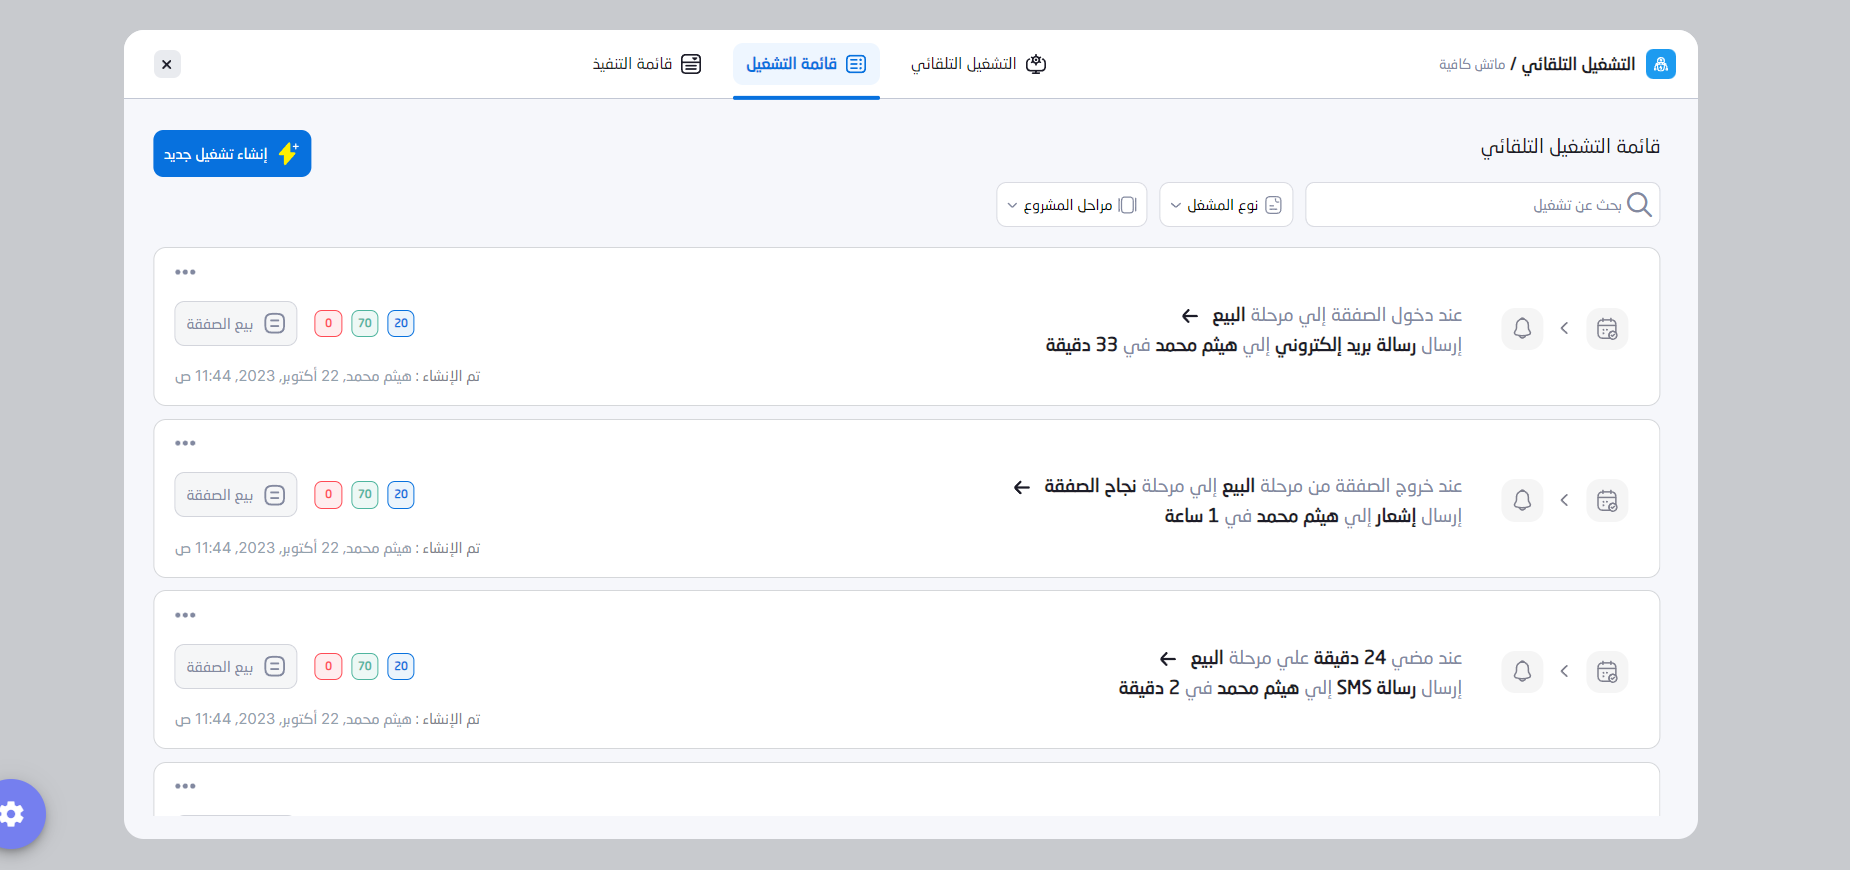 التشغيل التلقائي / ماتش كافية
التشغيل التلقائي
قائمة التشغيل
قائمة التنفيذ
قائمة التشغيل التلقائي
إنشاء تشغيل جديد
بحث عن تشغيل
نوع المشغل
مراحل المشروع
عند دخول الصفقة إلي مرحلة البيع
إرسال رسالة بريد إلكتروني إلي هيثم محمد في 33 دقيقة
20
70
0
بيع الصفقة
تم الإنشاء : هيثم محمد, 22 أكتوبر, 2023, 11:44 ص
عند خروج الصفقة من مرحلة البيع إلي مرحلة نجاح الصفقة
إرسال إشعار إلي هيثم محمد في 1 ساعة
20
70
0
بيع الصفقة
تم الإنشاء : هيثم محمد, 22 أكتوبر, 2023, 11:44 ص
عند مضي 24 دقيقة علي مرحلة البيع
إرسال رسالة SMS إلي هيثم محمد في 2 دقيقة
20
70
0
بيع الصفقة
تم الإنشاء : هيثم محمد, 22 أكتوبر, 2023, 11:44 ص